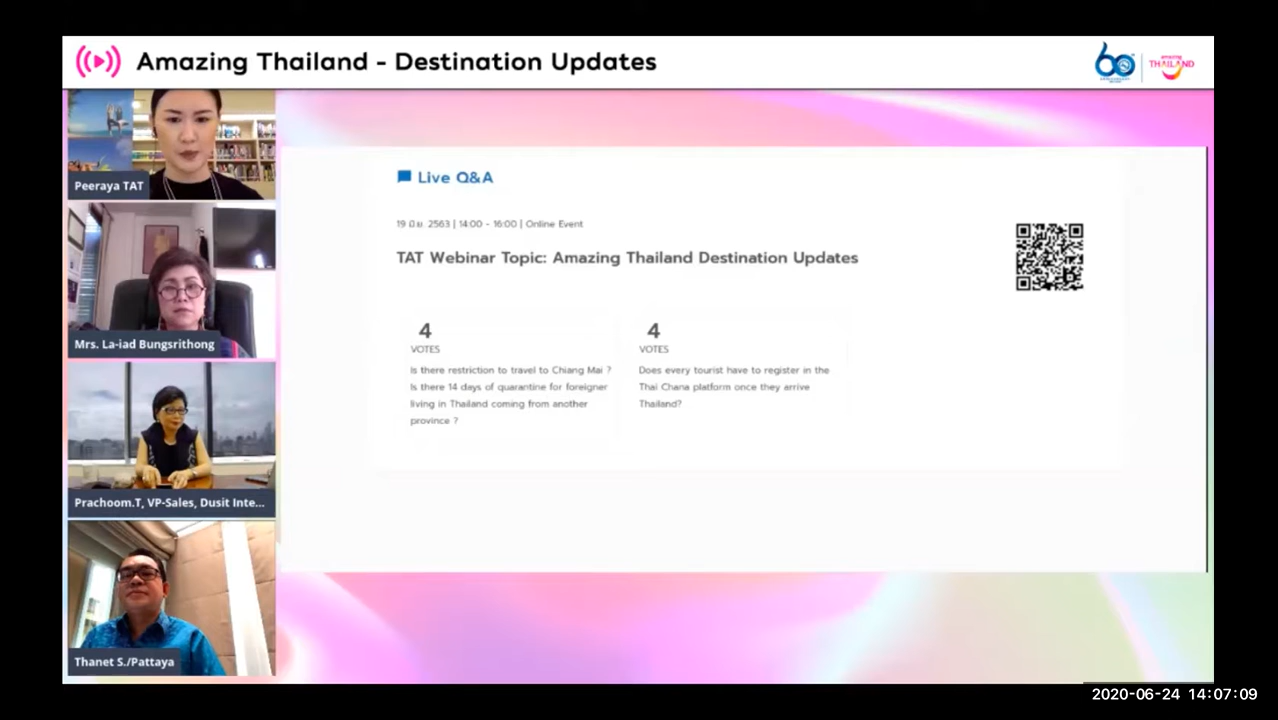 Amazing Thailand - Destination Updates
60
AMAZING
THAILAND
Peeraya TAT
Mrs. La-iad Bungsrithong
Prachoom.T, VP-Sales, Dusit Inte...
Thanet S./Pattaya
Live Q&A
19 มิ.ย. 2563 | 14:00 - 16:00 | Online Event
TAT Webinar Topic: Amazing Thailand Destination Updates
4
VOTES
Is there restriction to travel to Chiang Mai ?
Is there 14 days of quarantine for foreigner
living in Thailand coming from another
province ?
4
VOTES
Does every tourist have to register in the
Thai Chana platform once they arrive
Thailand?
2020-06-24 14:07:09